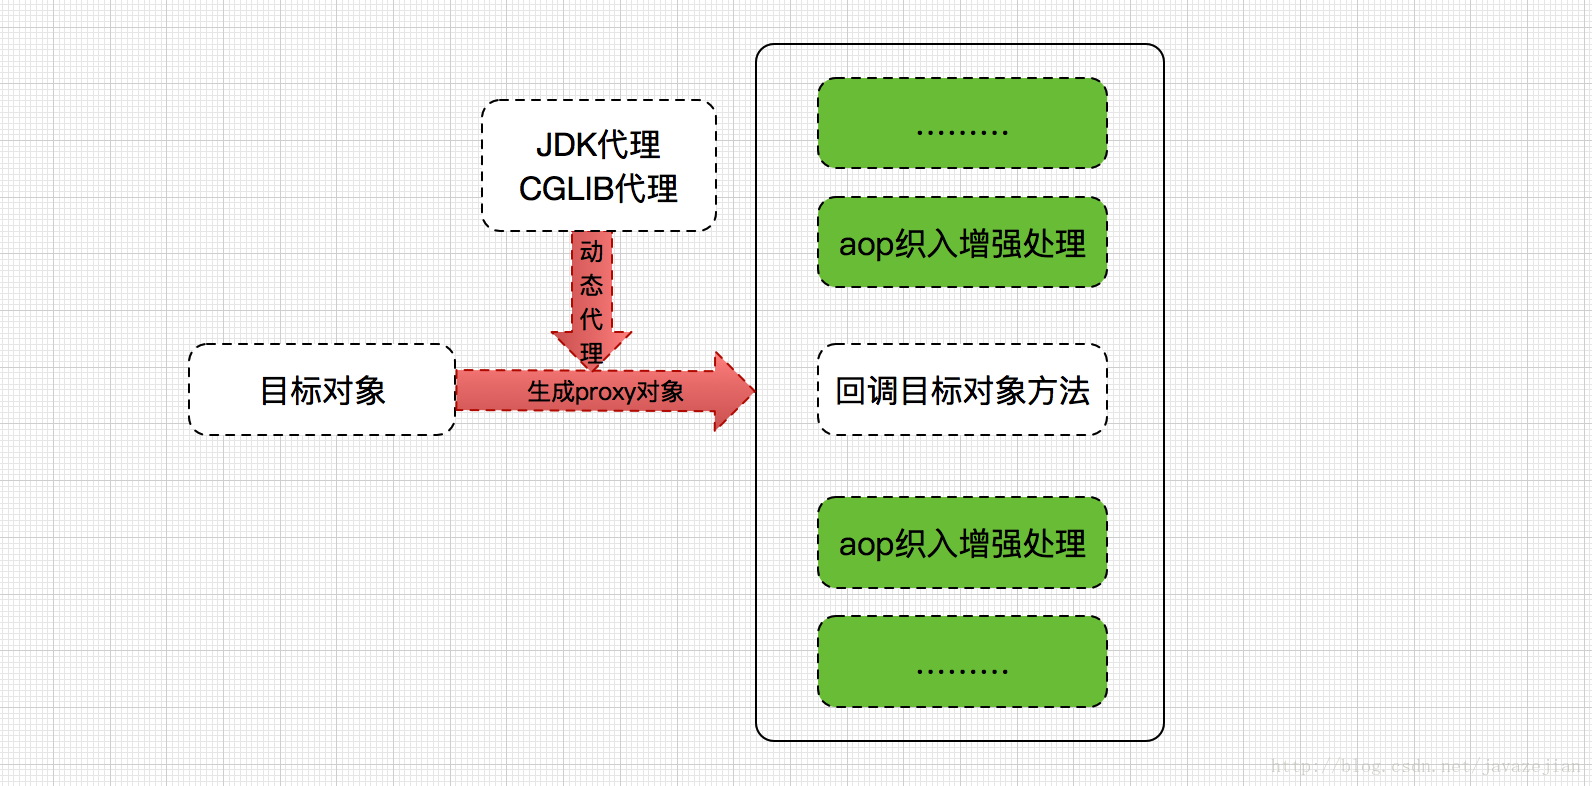 JDK代理
CGLIB代理
动态代理
目标对象
生成proxy对象
………
aop织入增强处理
回调目标对象方法
aop织入增强处理
………
http://blog.csdn.net/javazejian